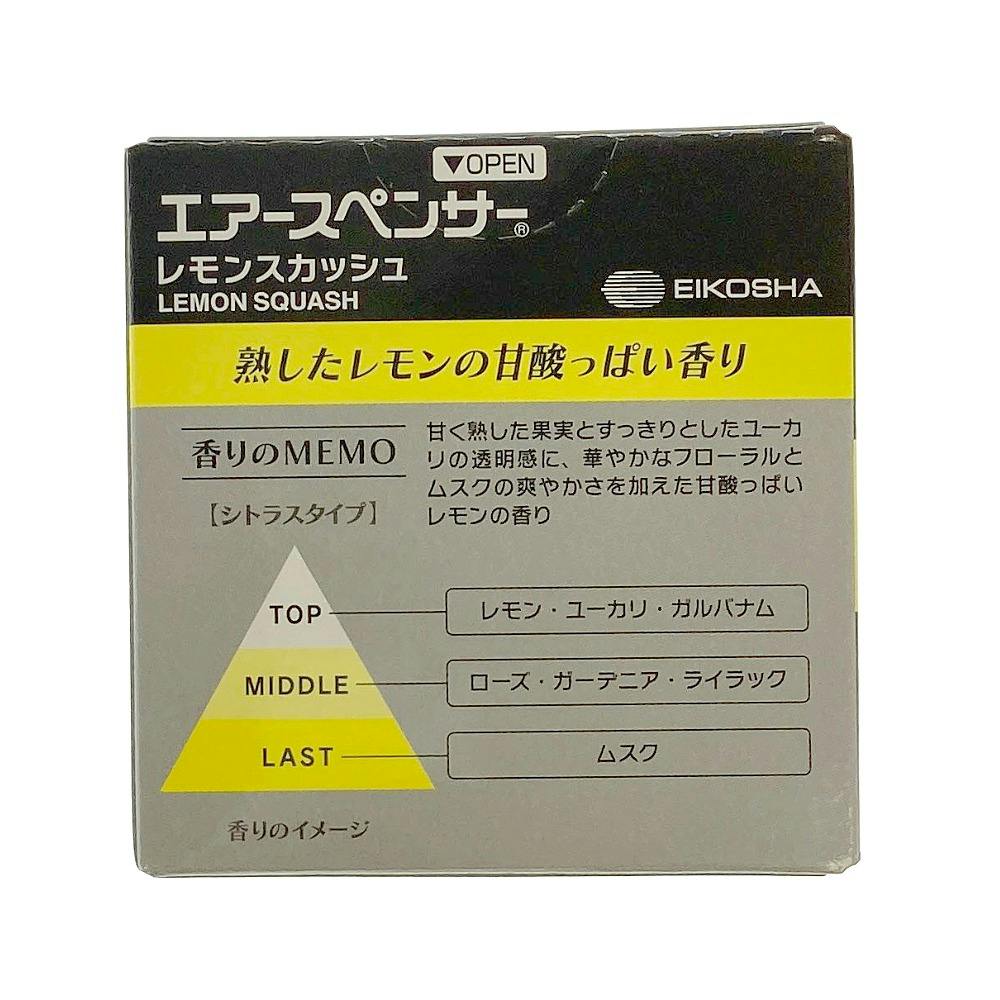 ▼OPEN
エアースペンサー®
レモンスカッシュ
LEMON SQUASH
EIKOSHA
熟したレモンの甘酸っぱい香り
香りのMEMO
【シトラスタイプ】
甘く熟した果実とすっきりとしたユーカ
リの透明感に、華やかなフローラルと
ムスクの爽やかさを加えた甘酸っぱい
レモンの香り
TOP
レモン・ユーカリ・ガルバナム
MIDDLE
ローズ・ガーデニア・ライラック
LAST
ムスク
香りのイメージ